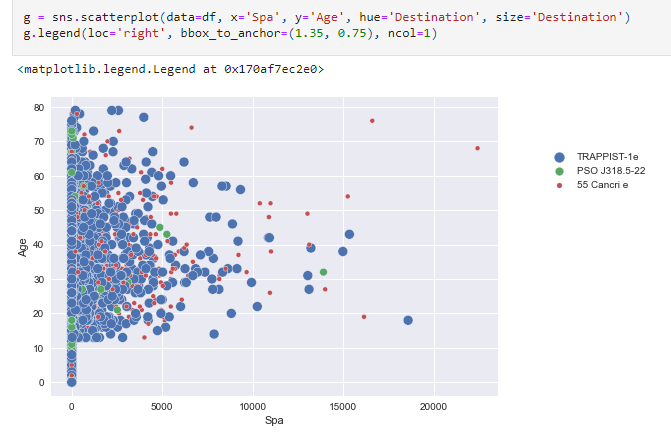 g = sns.scatterplot(data=df, x='Spa', y='Age', hue='Destination', size='Destination')
g.legend(loc='right', bbox_to_anchor=(1.35, 0.75), ncol=1)
<matplotlib.legend.Legend at 0x170af7ec2e0>
80
70
60
50
40
30
20
10
0
Age
0 5000 10000 15000 20000
Spa
TRAPPIST-1e
PSO J318.5-22
55 Cancri e